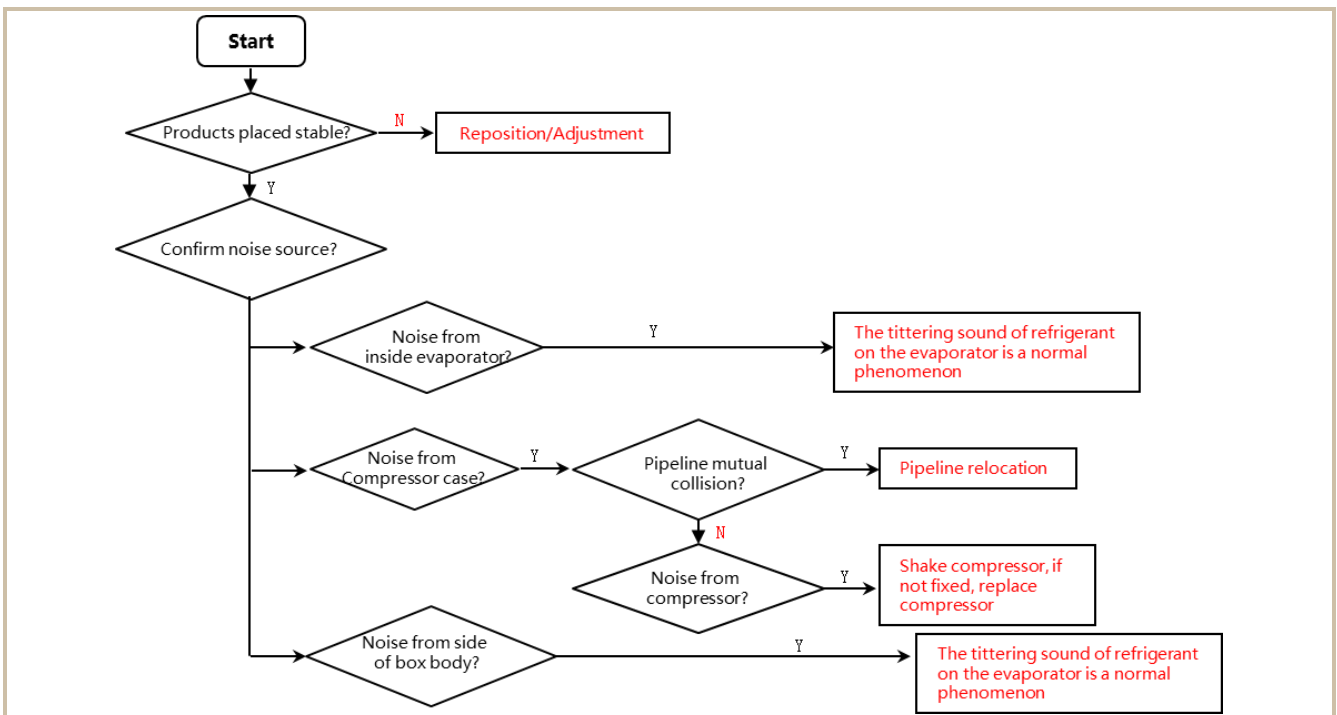 Start
Products placed stable?
N
Reposition/Adjustment
Y
Confirm noise source?
Noise from
inside evaporator?
Y
The tittering sound of refrigerant
on the evaporator is a normal
phenomenon
Noise from
Compressor case?
Y
Pipeline mutual
collision?
Y
Pipeline relocation
N
Noise from
compressor?
Y
Shake compressor, if
not fixed, replace
compressor
Noise from side
of box body?
Y
The tittering sound of refrigerant
on the evaporator is a normal
phenomenon